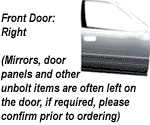 Front Door:
Right
(Mirrors, door
panels and other
unbolt items are often left on
the door, if required, please
confirm prior to ordering)